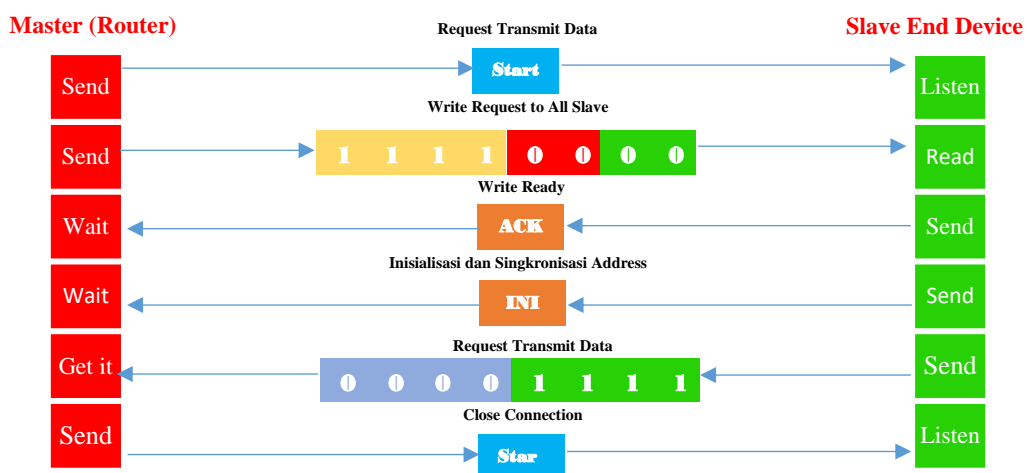 Master (Router)
Slave End Device
Request Transmit Data
Send
Start
Listen
Write Request to All Slave
Send
1 1 1 1 0 0 0 0
Read
Write Ready
Wait
ACK
Send
Inisialisasi dan Singkronisasi Address
Wait
INI
Send
Request Transmit Data
Get it
0 0 0 0 1 1 1 1
Send
Close Connection
Send
Star
Listen